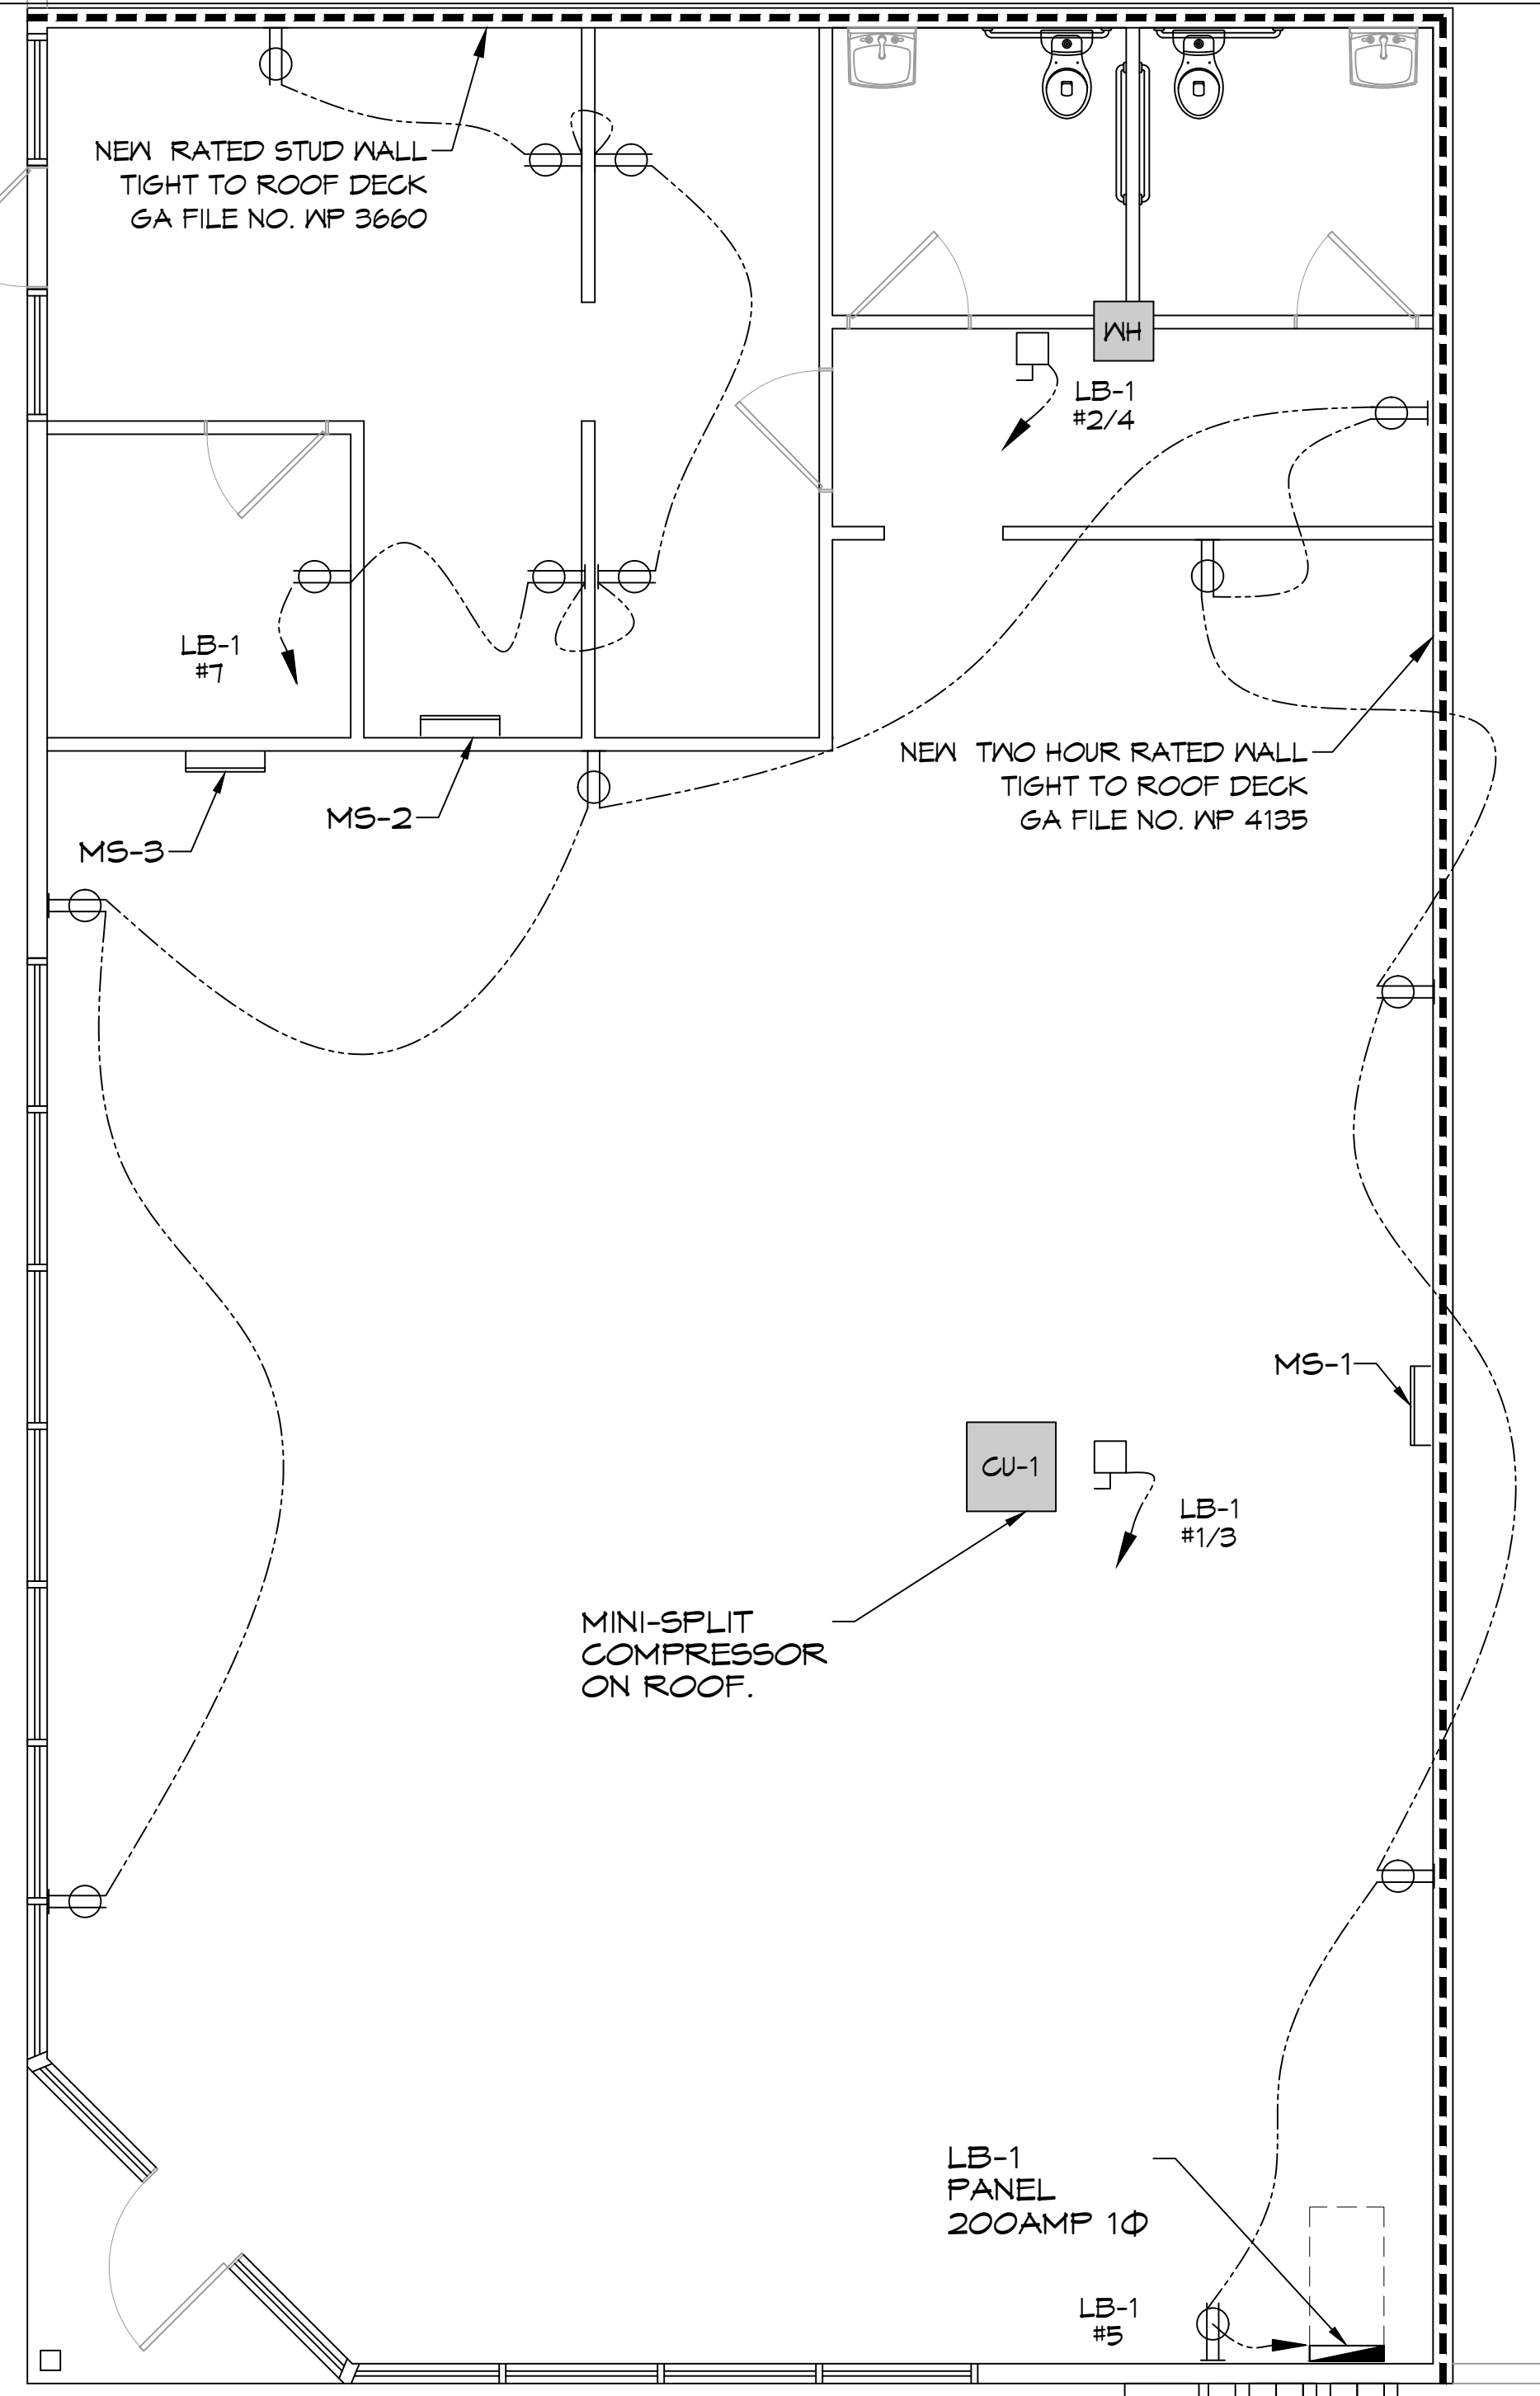 NEW RATED STUD WALL
TIGHT TO ROOF DECK
GA FILE NO. WP 3660
WH
LB-1
#2/4
LB-1
#7
NEW TWO HOUR RATED WALL
TIGHT TO ROOF DECK
GA FILE NO. WP 4135
MS-2
MS-3
MS-1
CU-1
LB-1
#1/3
MINI-SPLIT
COMPRESSOR
ON ROOF.
LB-1
PANEL
200AMP 1Φ
LB-1
#5